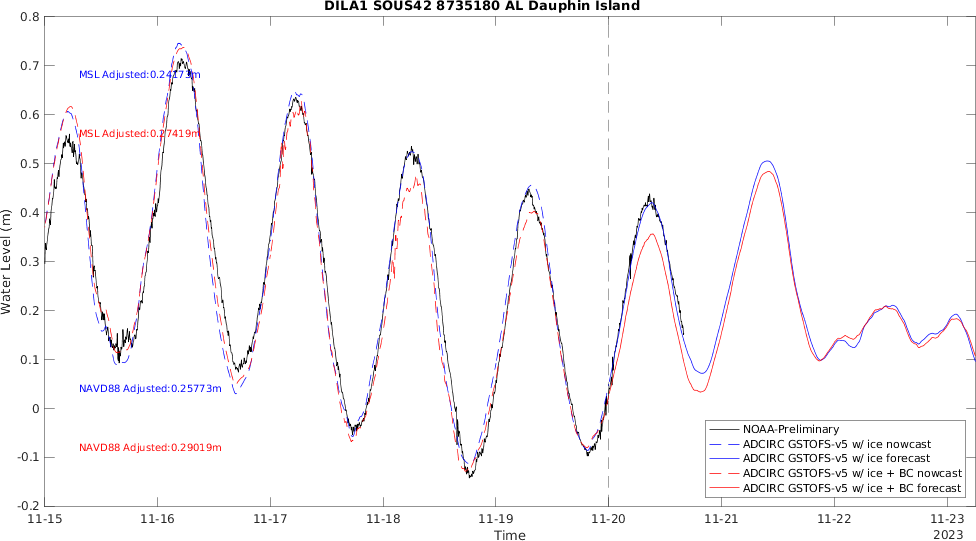 DILA1 SOUS42 8735180 AL Dauphin Island
0.8
0.7
0.6
0.5
0.4
0.3
0.2
0.1
0
-0.1
-0.2
Water Level (m)
MSL Adjusted:0.24173m
MSL Adjusted:0.27419m
NAVD88 Adjusted:0.25773m
NAVD88 Adjusted:0.29019m
NOAA-Preliminary
ADCIRC GSTOFS-v5 w/ ice nowcast
ADCIRC GSTOFS-v5 w/ ice forecast
ADCIRC GSTOFS-v5 w/ ice + BC nowcast
ADCIRC GSTOFS-v5 w/ ice + BC forecast
11-15 11-16 11-17 11-18 11-19 11-20 11-21 11-22 11-23
Time
2023